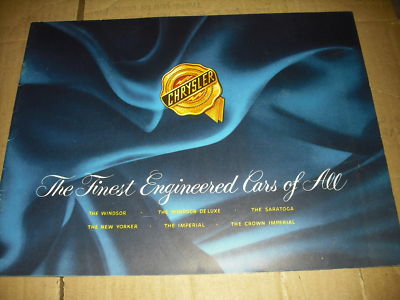 CHRYSLER
The Finest Engineered Cars of All
THE WINDSOR · THE WINDSOR DELUXE · THE SARATOGA
THE NEW YORKER · THE IMPERIAL · THE CROWN IMPERIAL